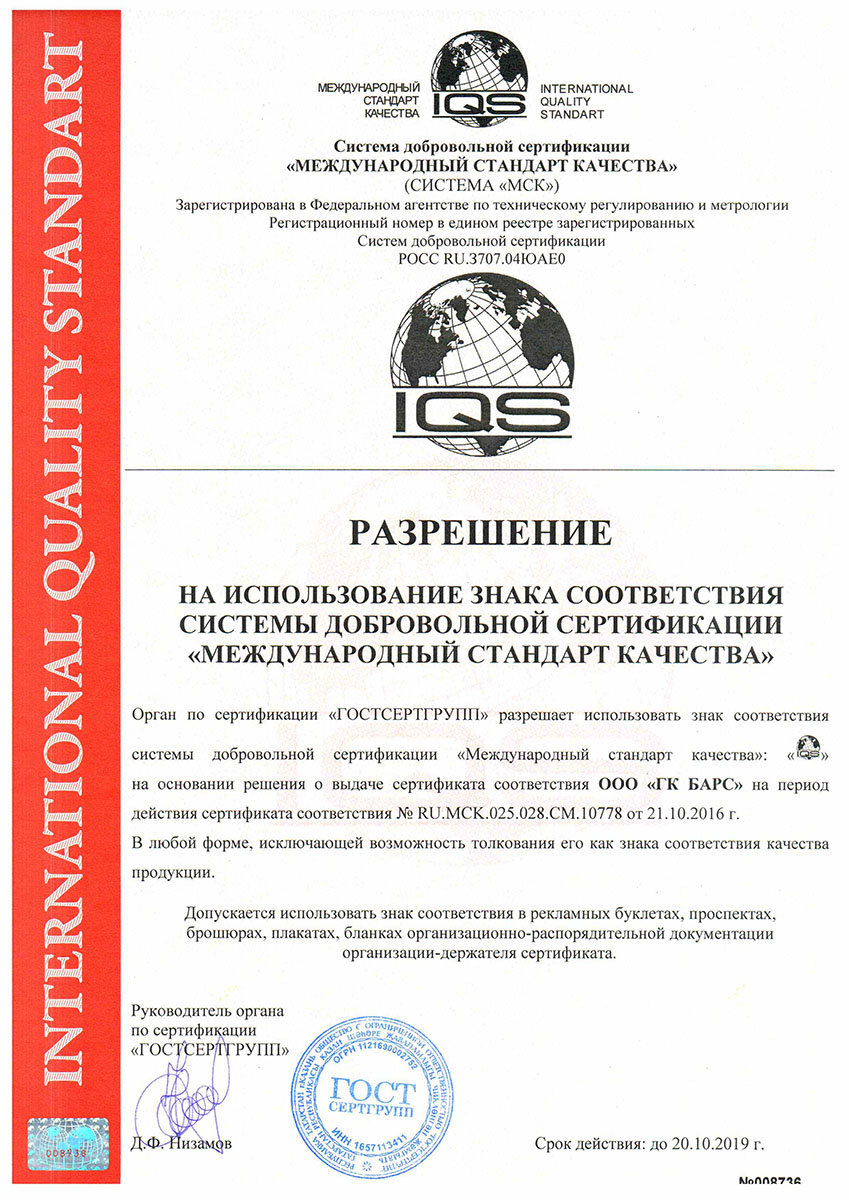 INTERNATIONAL QUALITY STANDART
МЕЖДУНАРОДНЫЙ
СТАНДАРТ
КАЧЕСТВА
IQS
INTERNATIONAL
QUALITY
STANDART
Система добровольной сертификации
«МЕЖДУНАРОДНЫЙ СТАНДАРТ КАЧЕСТВА»
(СИСТЕМА «МСК»)
Зарегистрирована в Федеральном агентстве по техническому регулированию и метрологии
Регистрационный номер в едином реестре зарегистрированных
Систем добровольной сертификации
РОСС RU.З707.04ЮАЕ0
IQS
РАЗРЕШЕНИЕ
НА ИСПОЛЬЗОВАНИЕ ЗНАКА СООТВЕТСТВИЯ
СИСТЕМЫ ДОБРОВОЛЬНОЙ СЕРТИФИКАЦИИ
«МЕЖДУНАРОДНЫЙ СТАНДАРТ КАЧЕСТВА»
Орган по сертификации «ГОСТСЕРТГРУПП» разрешает использовать знак соответствия
системы добровольной сертификации «Международный стандарт качества»: «IQS»
на основании решения о выдаче сертификата соответствия ООО «ГК БАРС» на период
действия сертификата соответствия № RU.МСК.025.028.СМ.10778 от 21.10.2016 г.
В любой форме, исключающей возможность толкования его как знака соответствия качества
продукции.
Допускается использовать знак соответствия в рекламных буклетах, проспектах,
брошюрах, плакатах, бланках организационно-распорядительной документации
организации-держателя сертификата.
Руководитель органа
по сертификации
«ГОСТСЕРТГРУПП»
Д.Ф. Низамов
ОГРН 1121690002752
ГОСТ
СЕРТГРУПП
ИНН 1657113411
Срок действия: до 20.10.2019 г.
№008736